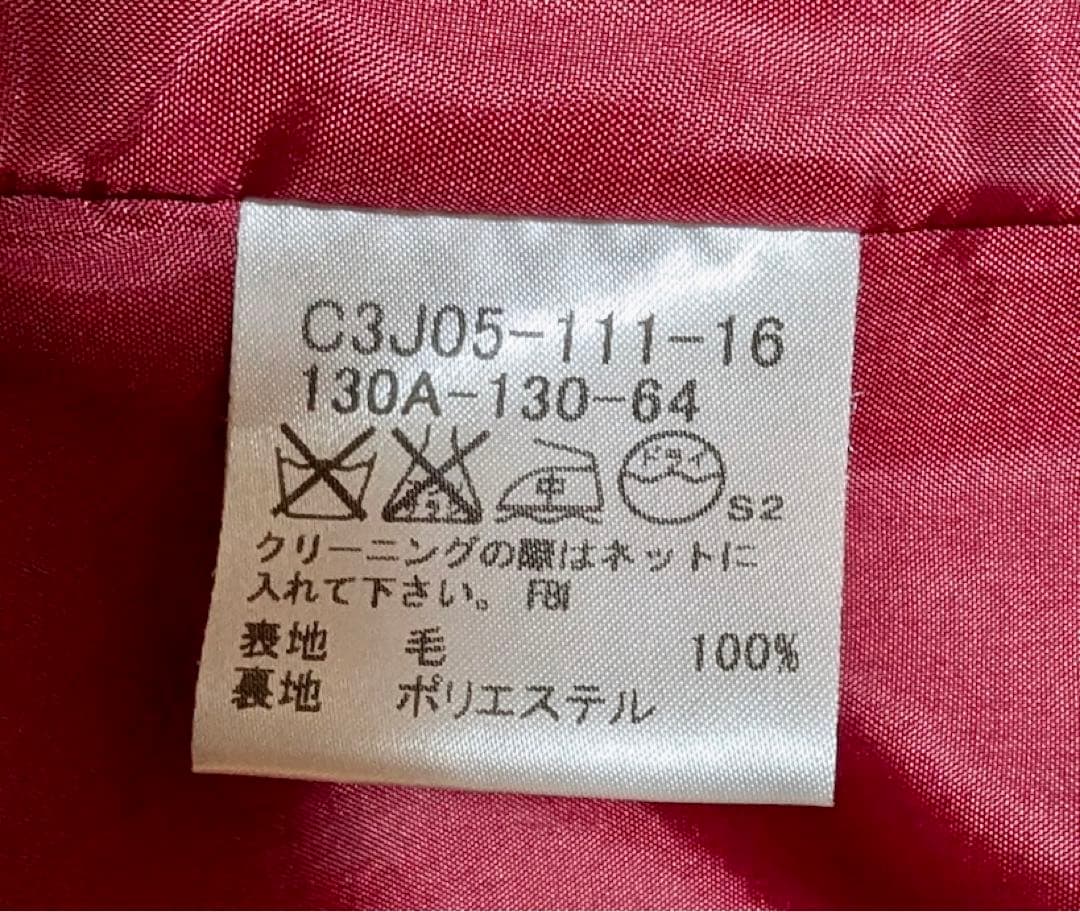 C3J05-111-16
130A-130-64
中 ドライ S2
クリーニングの際はネットに
入れて下さい。 FBI
表地 毛 100%
裏地 ポリエステル